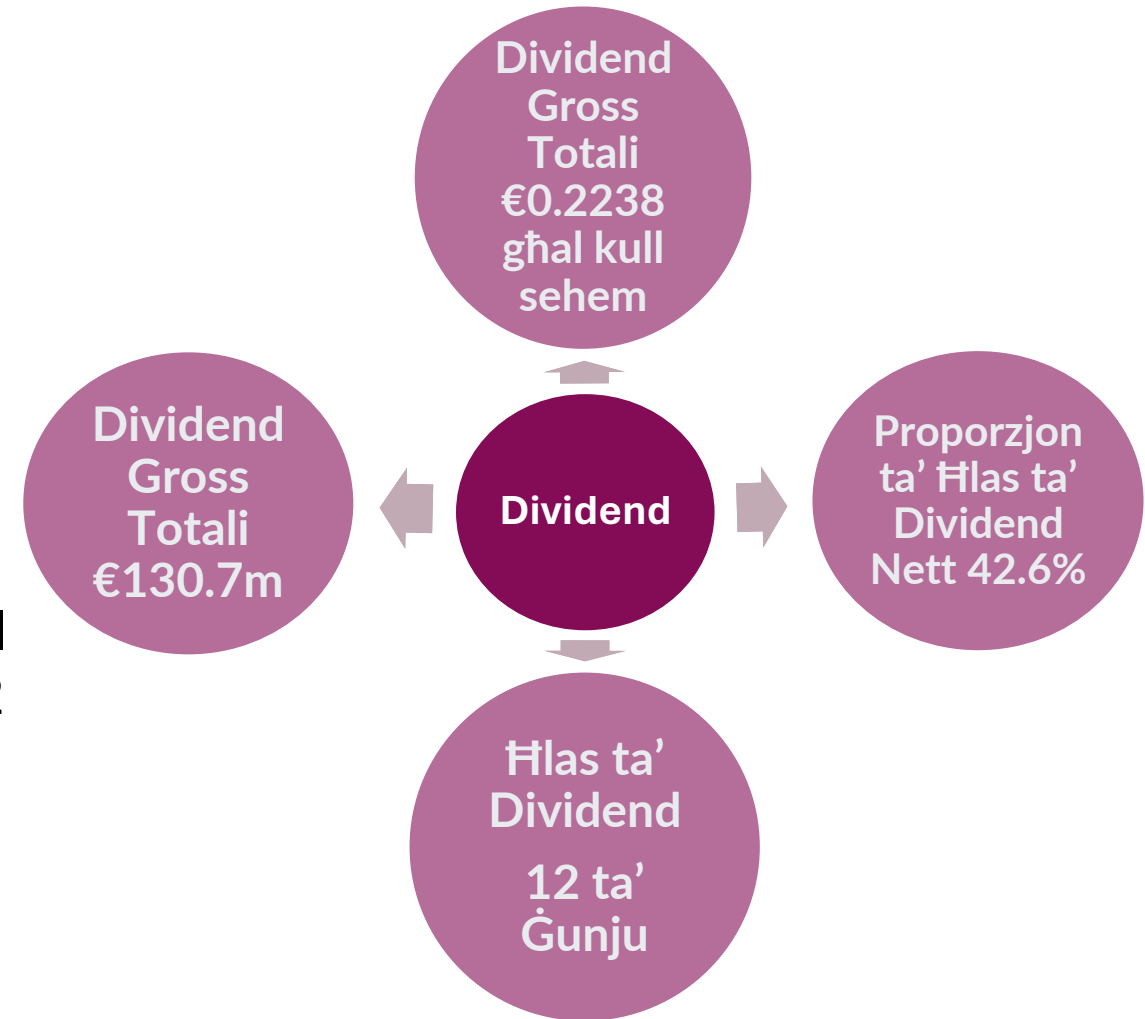 Dividend
Gross
Totali
€0.2238
għal kull
sehem
Dividend
Gross
Totali
€130.7m
Dividend
Proporzjon
ta’ Ħlas ta’
Dividend
Nett 42.6%
Ħlas ta’
Dividend
12 ta’
Ġunju